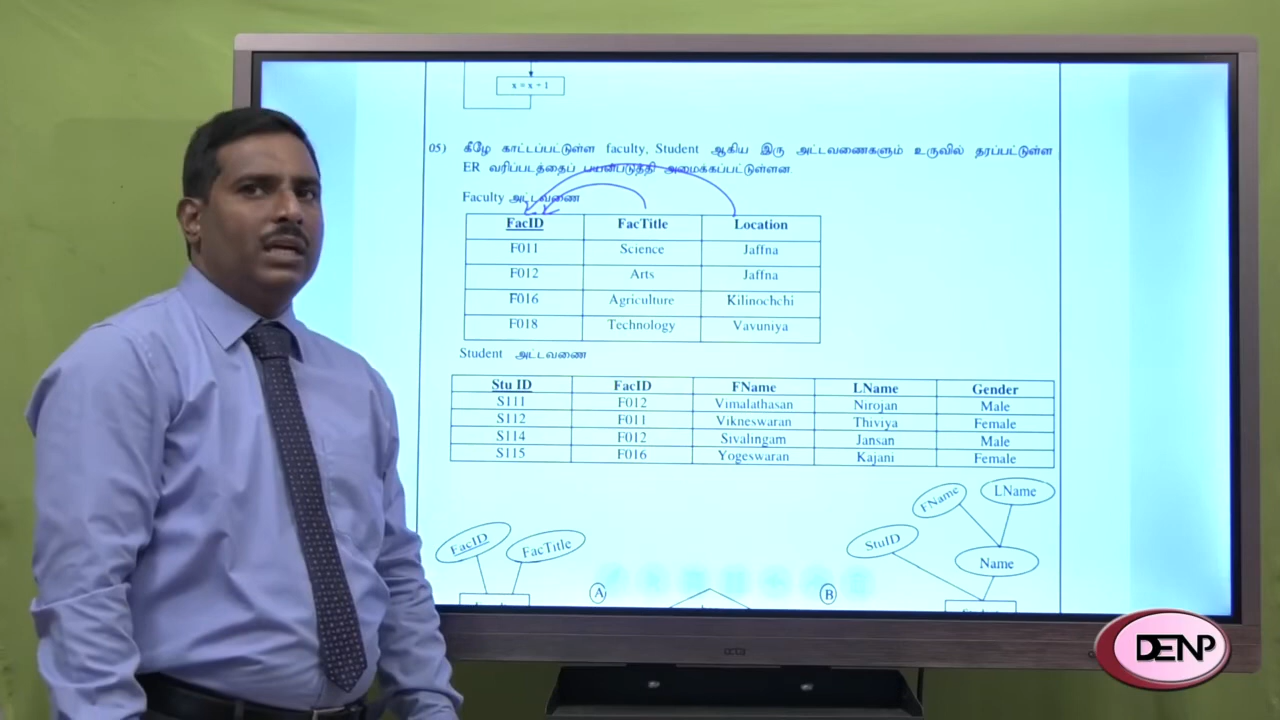 x = x + 1
05) கீழே காட்டப்பட்டுள்ள faculty, Student ஆகிய இரு அட்டவணைகளும் உருவில் தரப்பட்டுள்ள
ER வரிப்படத்தைப் பயன்படுத்தி அமைக்கப்பட்டுள்ளன
Faculty அட்டவணை
FacID FacTitle Location
F011 Science Jaffna
F012 Arts Jaffna
F016 Agriculture Kilinochchi
F018 Technology Vavuniya
Student அட்டவணை
Stu ID FacID FName LName Gender
S111 F012 Vimalathasan Nirojan Male
S112 F011 Vikneswaran Thiviya Female
S114 F012 Sivalingam Jansan Male
S115 F016 Yogeswaran Kajani Female
FName LName
FacID FacTitle StuID
Name
A B
DENP